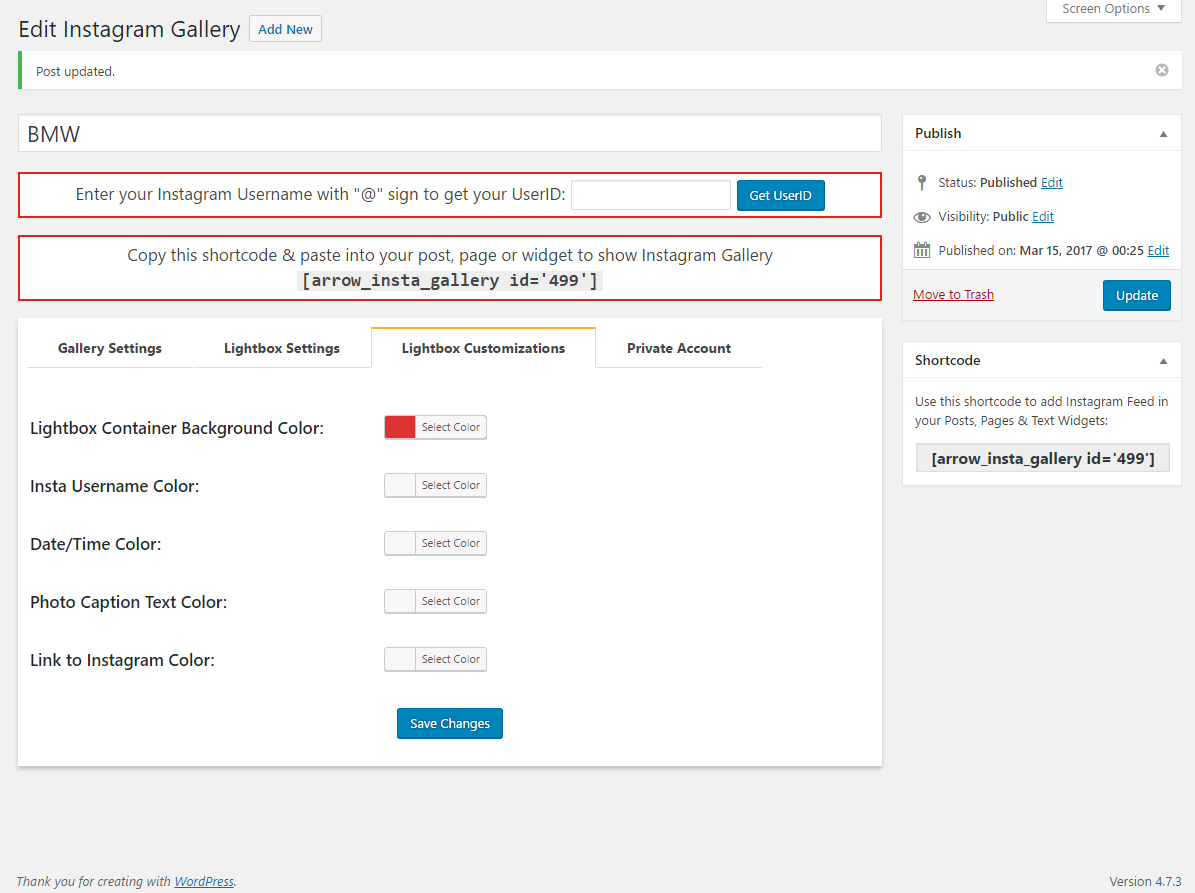 Screen Options
Edit Instagram Gallery Add New
Post updated.
BMW
Enter your Instagram Username with "@" sign to get your UserID: Get UserID
Copy this shortcode & paste into your post, page or widget to show Instagram Gallery
[arrow_insta_gallery id='499']
Gallery Settings Lightbox Settings Lightbox Customizations Private Account
Lightbox Container Background Color: Select Color
Insta Username Color: Select Color
Date/Time Color: Select Color
Photo Caption Text Color: Select Color
Link to Instagram Color: Select Color
Save Changes
Publish
Status: Published Edit
Visibility: Public Edit
Published on: Mar 15, 2017 @ 00:25 Edit
Move to Trash Update
Shortcode
Use this shortcode to add Instagram Feed in
your Posts, Pages & Text Widgets:
[arrow_insta_gallery id='499']
Thank you for creating with WordPress.
Version 4.7.3